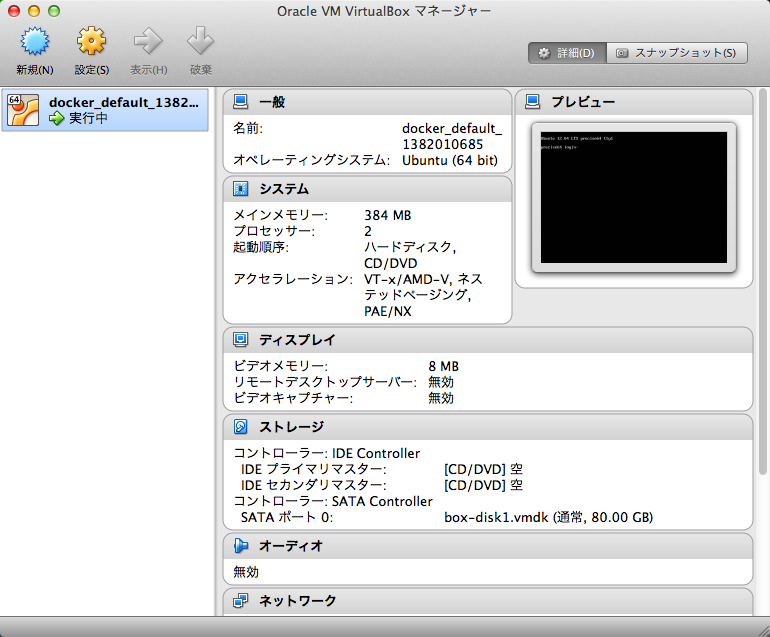 Oracle VM VirtualBox マネージャー
新規(N)
設定(S)
表示(H)
破棄
詳細(D)
スナップショット(S)
64
docker_default_1382...
実行中
一般
名前:
docker_default_
1382010685
オペレーティングシステム: Ubuntu (64 bit)
システム
メインメモリー: 384 MB
プロセッサー: 2
起動順序: ハードディスク,
CD/DVD
アクセラレーション: VT-x/AMD-V, ネス
テッドページング,
PAE/NX
プレビュー
Ubuntu 12.04 LTS precise64 tty1
precise64 login:
ディスプレイ
ビデオメモリー: 8 MB
リモートデスクトップサーバー: 無効
ビデオキャプチャー: 無効
ストレージ
コントローラー: IDE Controller
IDE プライマリマスター: [CD/DVD] 空
IDE セカンダリマスター: [CD/DVD] 空
コントローラー: SATA Controller
SATA ポート 0: box-disk1.vmdk (通常, 80.00 GB)
オーディオ
無効
ネットワーク